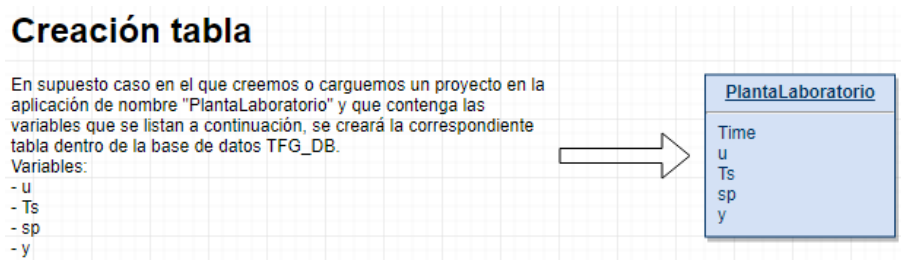 Creación tabla
En supuesto caso en el que creemos o carguemos un proyecto en la
aplicación de nombre "PlantaLaboratorio" y que contenga las
variables que se listan a continuación, se creará la correspondiente
tabla dentro de la base de datos TFG_DB.
Variables:
- u
- Ts
- sp
- y
PlantaLaboratorio
Time
u
Ts
sp
y